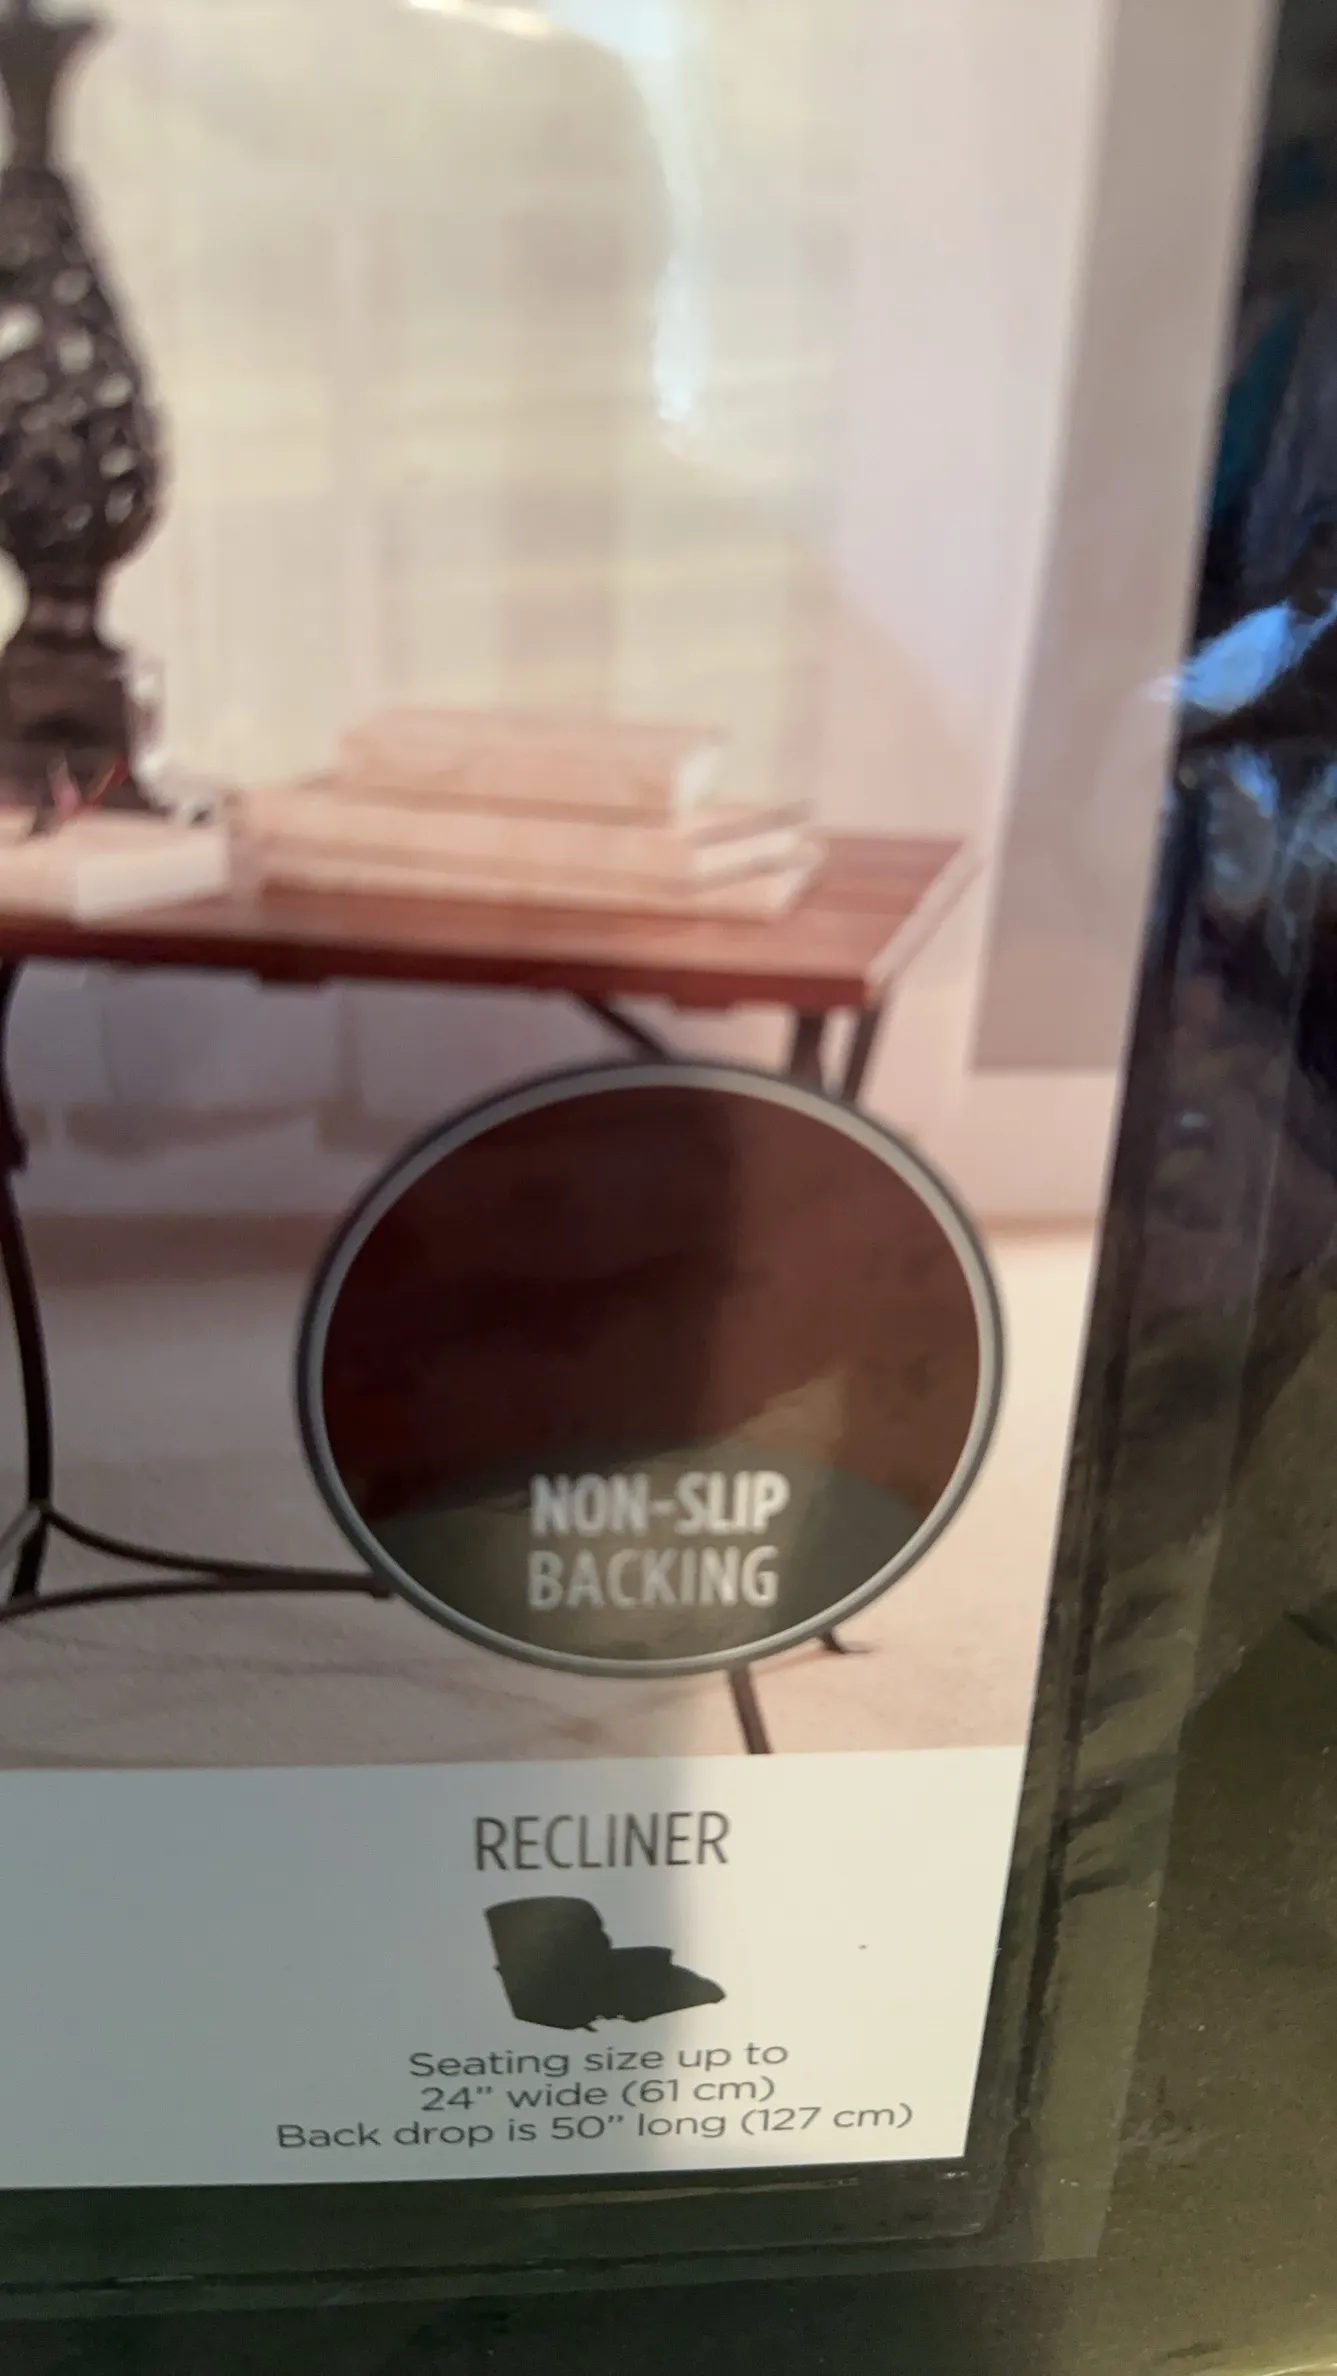 NON-SLIP
BACKING
RECLINER
Seating size up to
24" wide (61 cm)
Back drop is 50" long (127 cm)